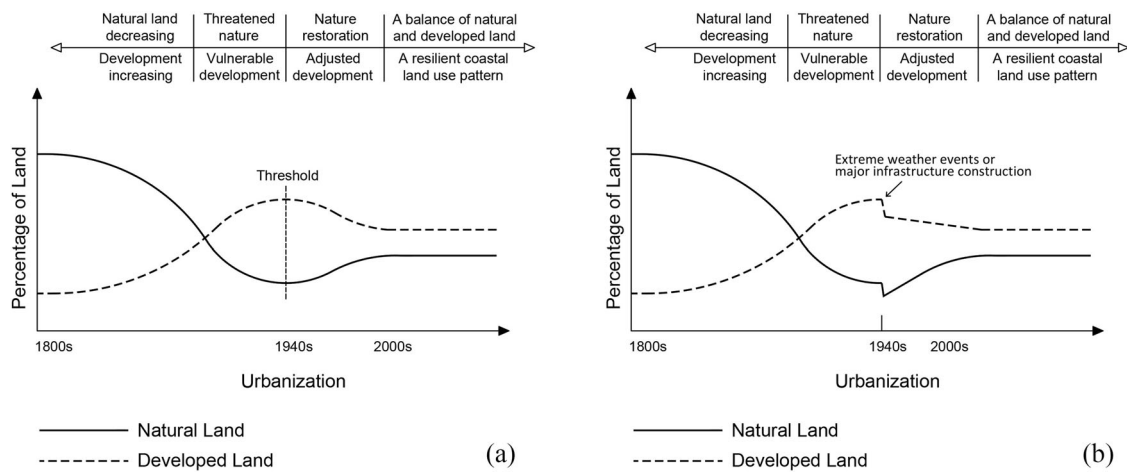 Natural land
decreasing
Threatened
nature
Nature
restoration
A balance of natural
and developed land
Development
increasing
Vulnerable
development
Adjusted
development
A resilient coastal
land use pattern
Percentage of Land
Threshold
1800s
1940s
2000s
Urbanization
Natural Land
Developed Land
(a)
Natural land
decreasing
Threatened
nature
Nature
restoration
A balance of natural
and developed land
Development
increasing
Vulnerable
development
Adjusted
development
A resilient coastal
land use pattern
Percentage of Land
Extreme weather events or
major infrastructure construction
1800s
1940s
2000s
Urbanization
Natural Land
Developed Land
(b)